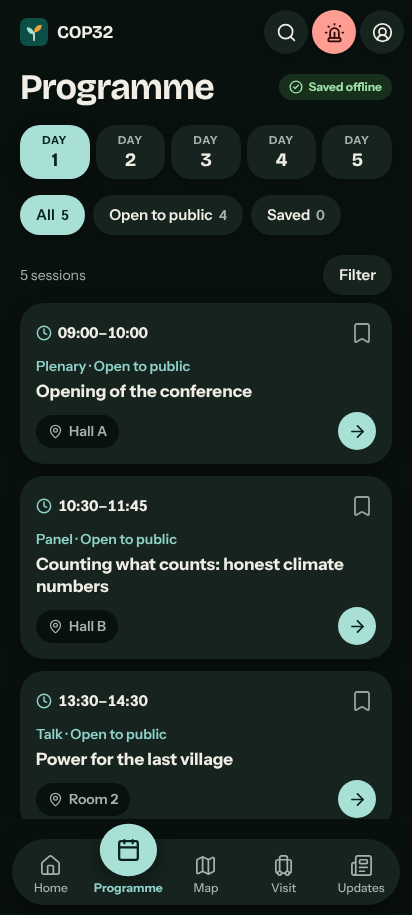 COP32
Programme
Saved offline
DAY
1
DAY
2
DAY
3
DAY
4
DAY
5
All 5
Open to public 4
Saved 0
5 sessions
Filter
09:00–10:00
Plenary · Open to public
Opening of the conference
Hall A
10:30–11:45
Panel · Open to public
Counting what counts: honest climate
numbers
Hall B
13:30–14:30
Talk · Open to public
Power for the last village
Room 2
Home
Programme
Map
Visit
Updates